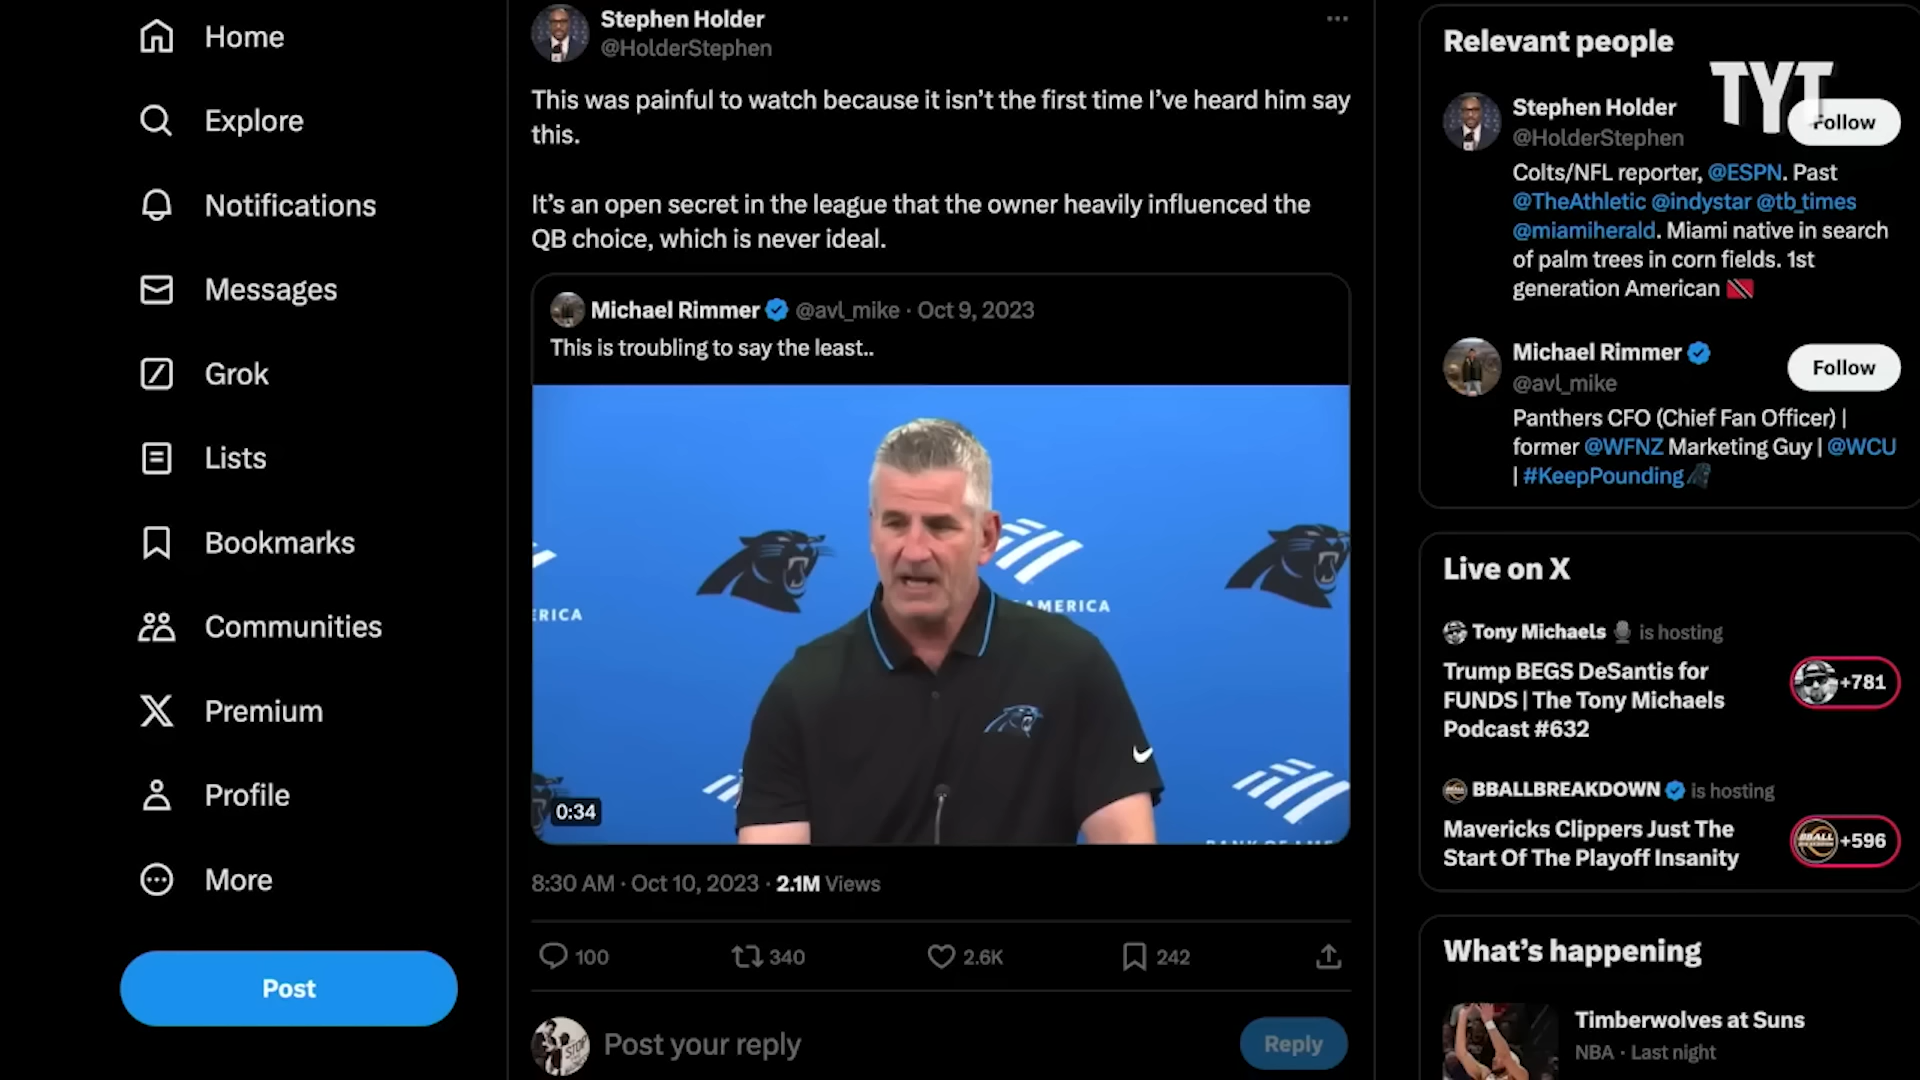 Home
Explore
Notifications
Messages
Grok
Lists
Bookmarks
Communities
Premium
Profile
More
Post
Stephen Holder
@HolderStephen
This was painful to watch because it isn’t the first time I’ve heard him say
this.
It’s an open secret in the league that the owner heavily influenced the
QB choice, which is never ideal.
Michael Rimmer @avl_mike · Oct 9, 2023
This is troubling to say the least..
ERICA
AMERICA
0:34
8:30 AM · Oct 10, 2023 · 2.1M Views
100 340 2.6K 242
Post your reply
Reply
Relevant people
TYT
Stephen Holder
@HolderStephen
Follow
Colts/NFL reporter, @ESPN. Past
@TheAthletic @indystar @tb_times
@miamiherald. Miami native in search
of palm trees in corn fields. 1st
generation American
Michael Rimmer
@avl_mike
Follow
Panthers CFO (Chief Fan Officer) |
former @WFNZ Marketing Guy | @WCU
| #KeepPounding
Live on X
Tony Michaels is hosting
Trump BEGS DeSantis for
FUNDS | The Tony Michaels
Podcast #632
+781
BBALLBREAKDOWN is hosting
Mavericks Clippers Just The
Start Of The Playoff Insanity
BBALL
+596
What’s happening
Timberwolves at Suns
NBA · Last night